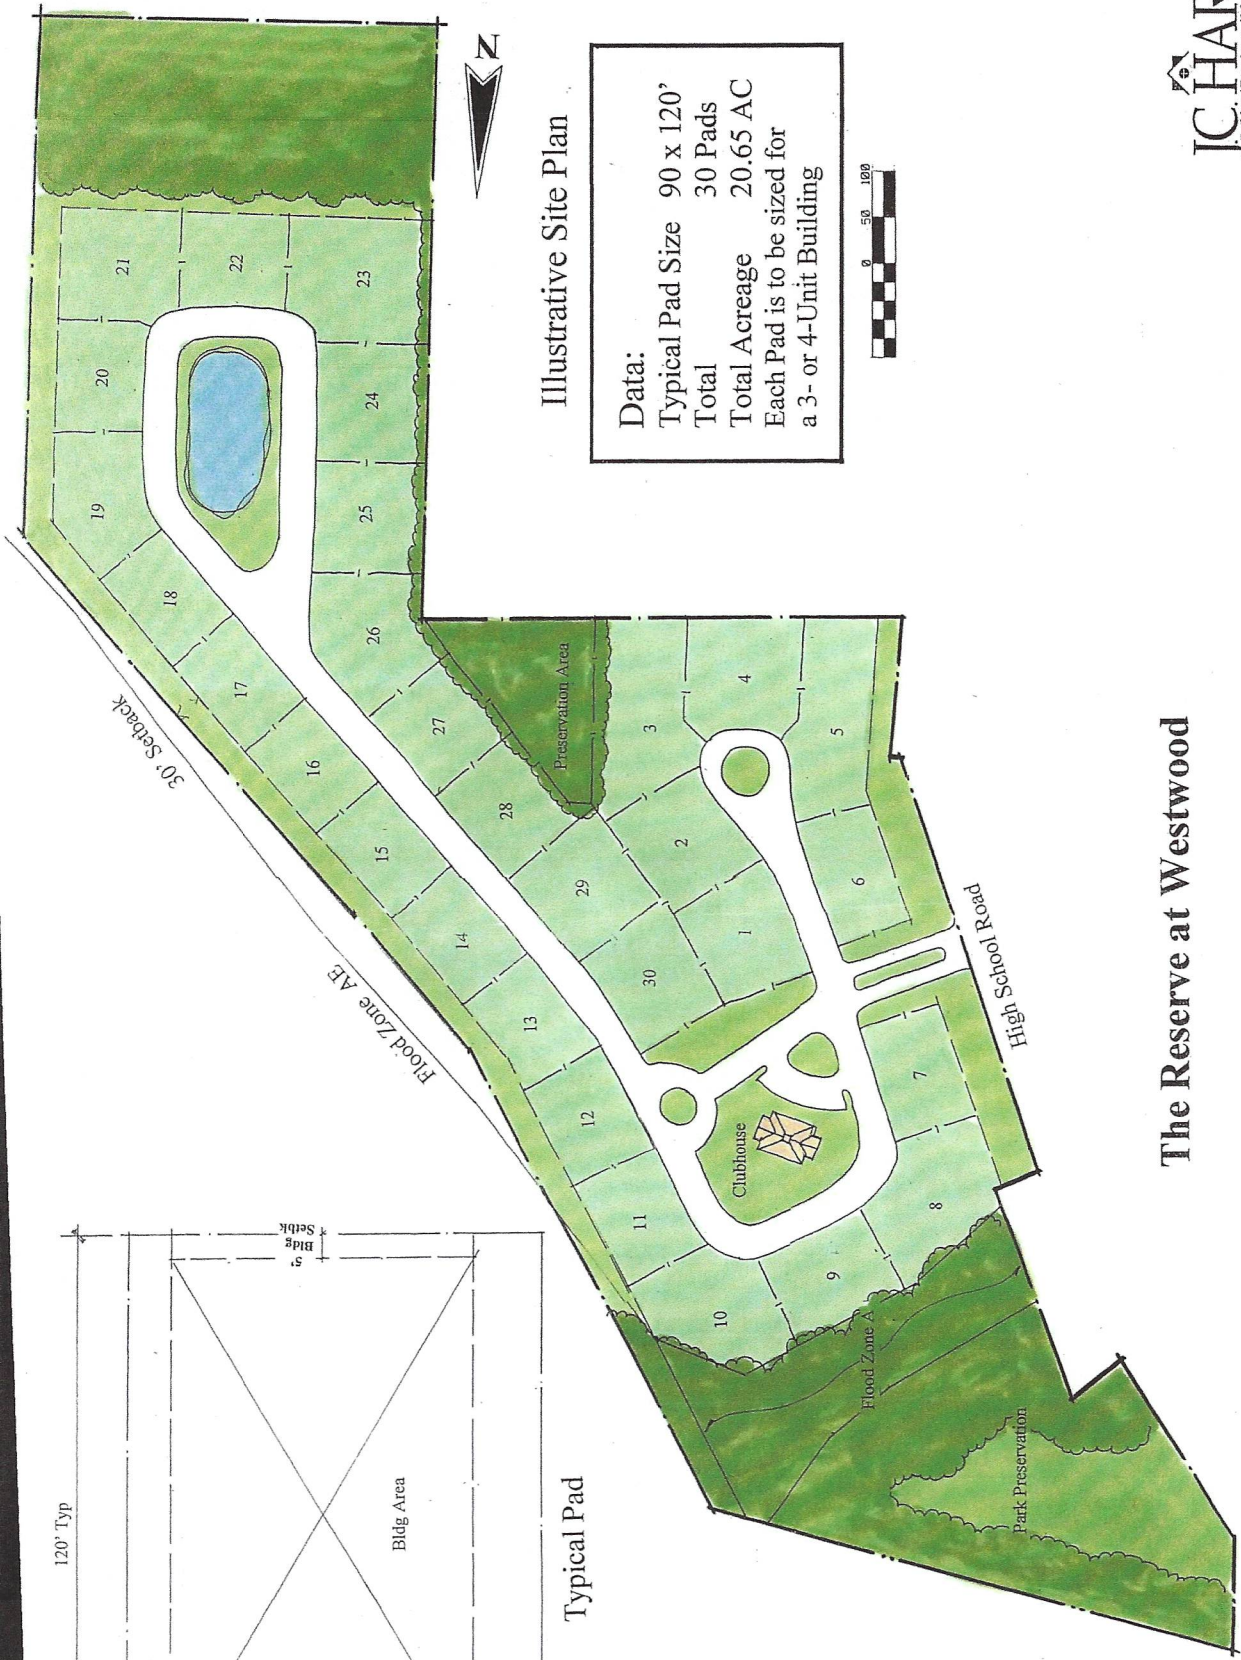 Illustrative Site Plan
N
Data:
Typical Pad Size 90 x 120'
Total 30 Pads
Total Acreage 20.65 AC
Each Pad is to be sized for
a 3- or 4-Unit Building
0 50 100
The Reserve at Westwood
High School Road
30' Setback
Flood Zone AE
Preservation Area
Clubhouse
Flood Zone A
Park Preservation
1
2
3
4
5
6
7
8
9
10
11
12
13
14
15
16
17
18
19
20
21
22
23
24
25
26
27
28
29
30
120' Typ
5'
Bldg
Setbk
Bldg Area
Typical Pad